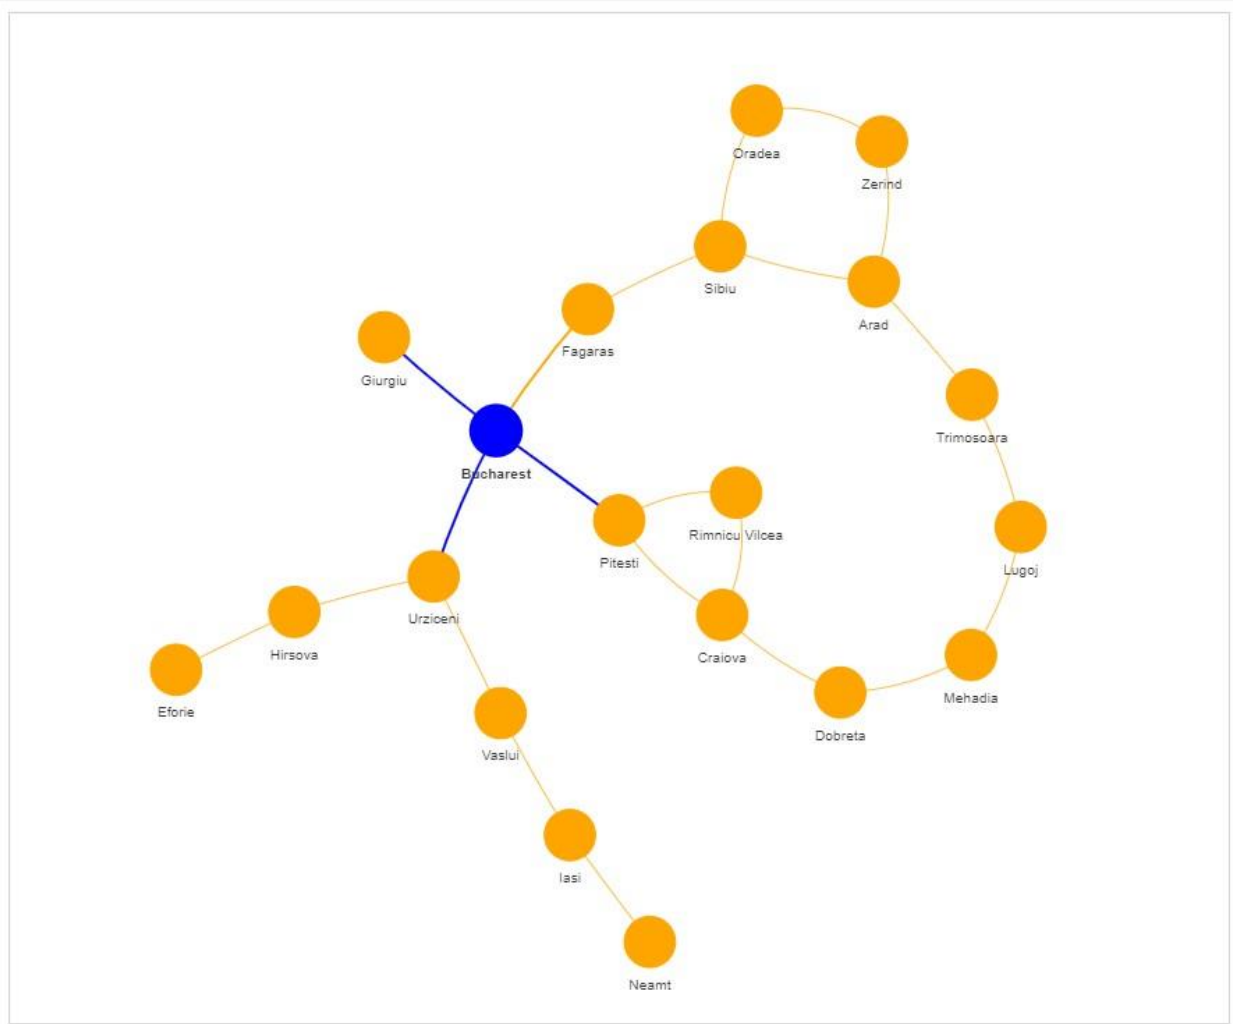 Oradea
Zerind
Sibiu
Arad
Fagaras
Giurgiu
Trimosoara
Bucharest
Rimnicu Vilcea
Pitesti
Lugoj
Urziceni
Hirsova
Craiova
Mehadia
Eforie
Dobreta
Vaslui
Iasi
Neamt